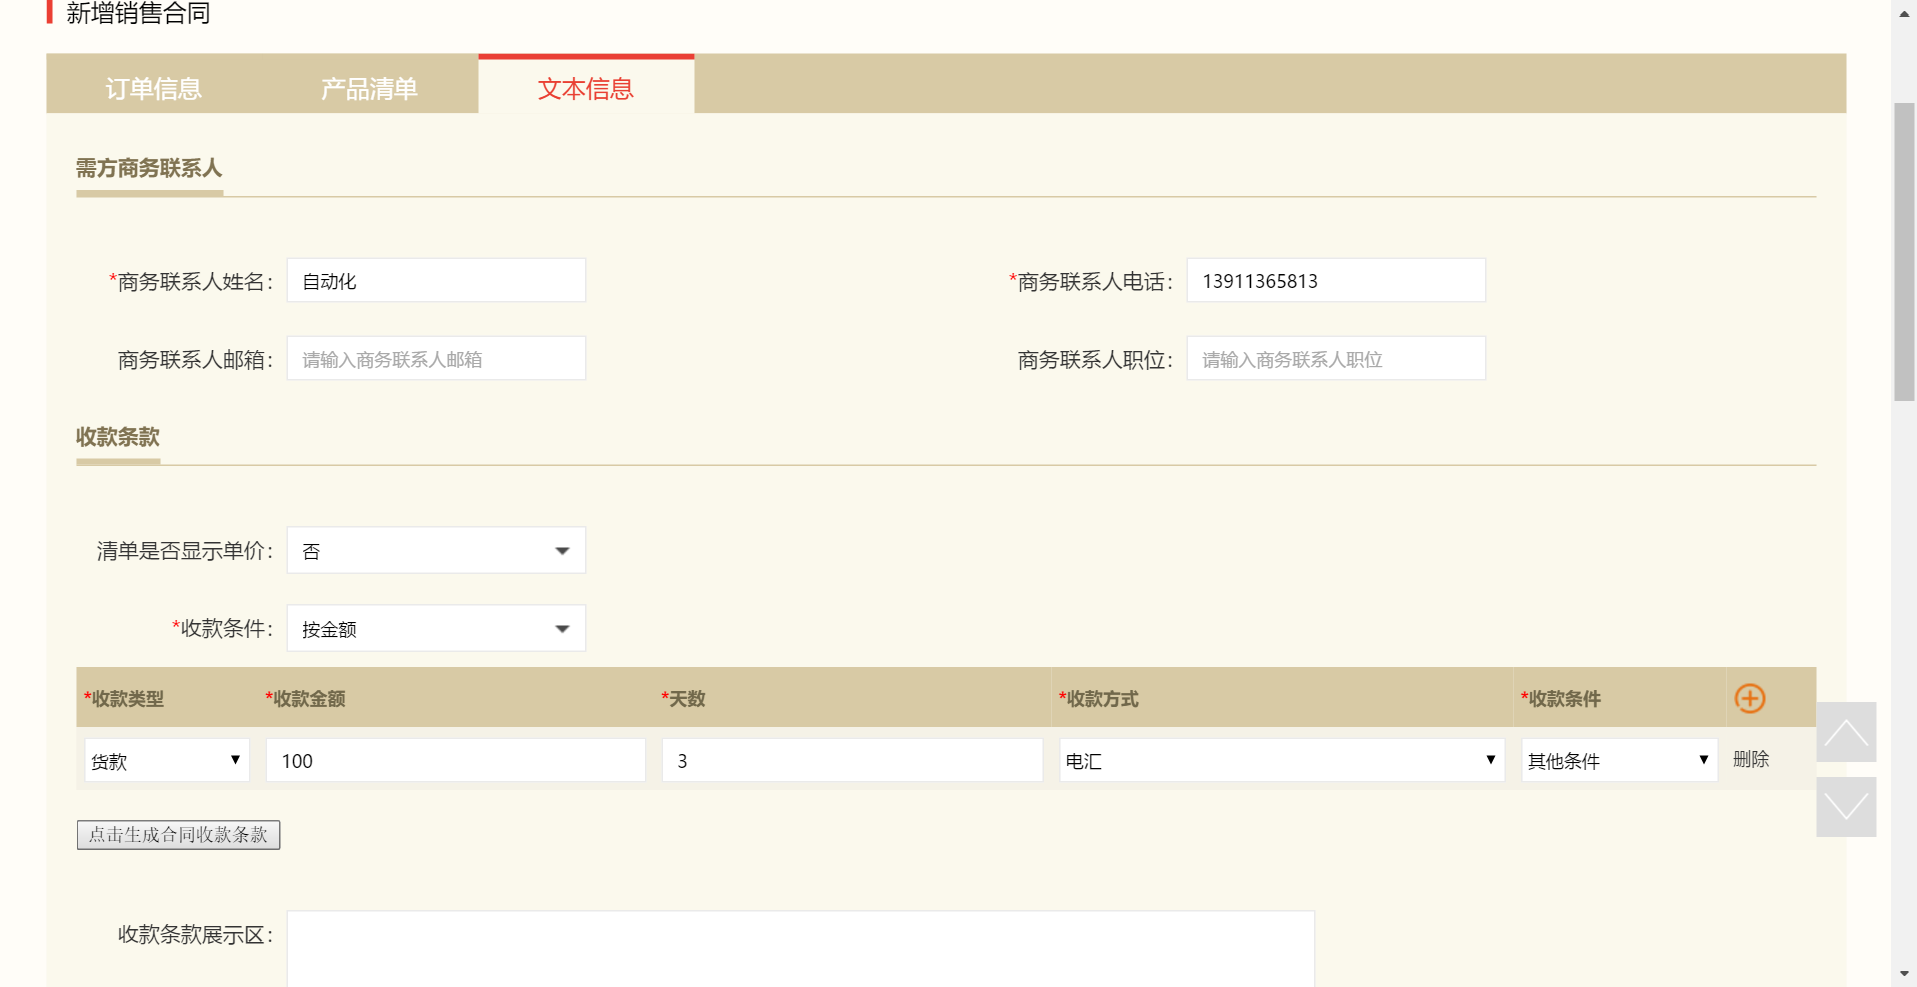 新增销售合同
订单信息 产品清单 文本信息
需方商务联系人
*商务联系人姓名： 自动化 *商务联系人电话： 13911365813
商务联系人邮箱： 请输入商务联系人邮箱 商务联系人职位： 请输入商务联系人职位
收款条款
清单是否显示单价： 否
*收款条件： 按金额
*收款类型 *收款金额 *天数 *收款方式 *收款条件
货款 100 3 电汇 其他条件 删除
点击生成合同收款条款
收款条款展示区：